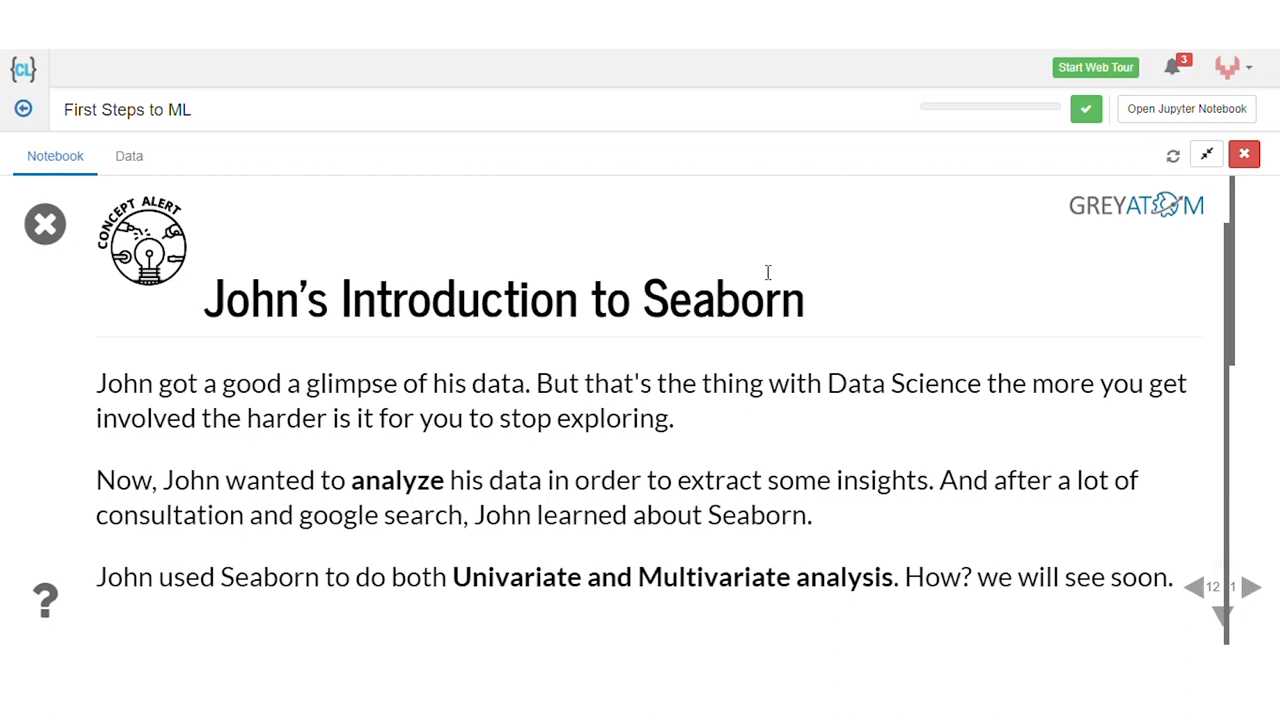 {CL}
Start Web Tour
3
First Steps to ML
Open Jupyter Notebook
Notebook
Data
CONCEPT ALERT
GREYATOM
John's Introduction to Seaborn
John got a good a glimpse of his data. But that's the thing with Data Science the more you get
involved the harder is it for you to stop exploring.
Now, John wanted to analyze his data in order to extract some insights. And after a lot of
consultation and google search, John learned about Seaborn.
John used Seaborn to do both Univariate and Multivariate analysis. How? we will see soon.
12 1
?